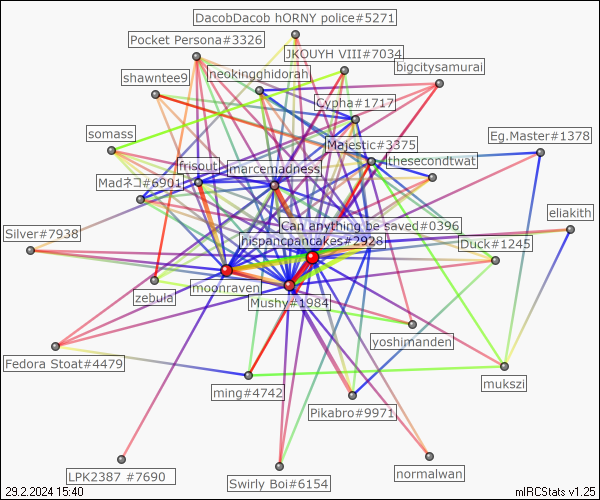 DacobDacob hORNY police#5271
Pocket Persona#3326
JKOUYH VIII#7034
bigcitysamurai
shawntee9
neokingghidorah
Cypha#1717
somass
Majestic#3375
Eg.Master#1378
frisout
marcemadness
thesecondtwat
Madネコ#6901
eliakith
Can anything be saved#0396
Silver#7938
hispancpancakes#2928
Duck#1245
moonraven
zebula
Mushy#1984
yoshimanden
Fedora Stoat#4479
mukszi
ming#4742
Pikabro#9971
LPK2387 #7690
Swirly Boi#6154
normalwan
29.2.2024 15:40
mIRCStats v1.25